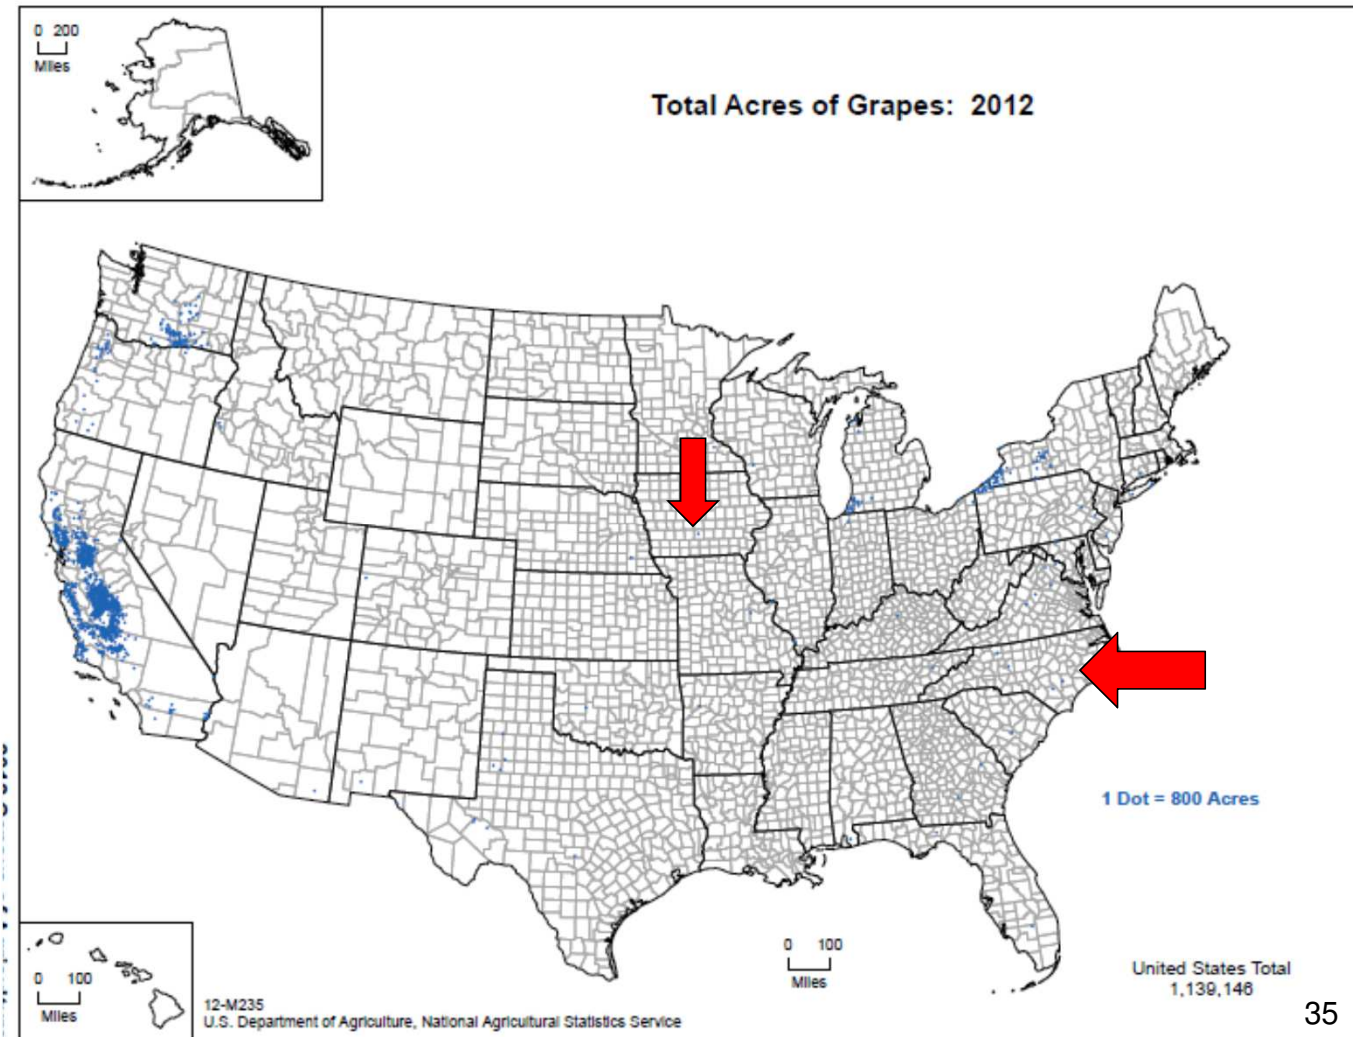 0 200
Miles
Total Acres of Grapes: 2012
1 Dot = 800 Acres
0 100
Miles
United States Total
1,139,146
0 100
Miles
12-M235
U.S. Department of Agriculture, National Agricultural Statistics Service
35